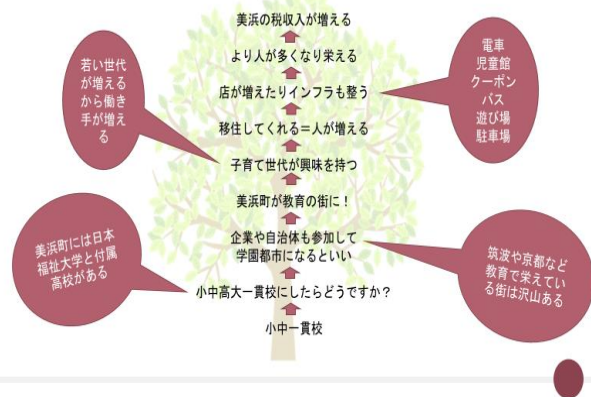 美浜の税収入が増える
より人が多くなり栄える
店が増えたりインフラも整う
移住してくれる＝人が増える
子育て世代が興味を持つ
美浜町が教育の街に！
企業や自治体も参加して
学園都市になるといい
小中高大一貫校にしたらどうですか？
小中一貫校
若い世代
が増える
から働き
手が増え
る
電車
児童館
クーポン
バス
遊び場
駐車場
美浜町には日本
福祉大学と付属
高校がある
筑波や京都など
教育で栄えてい
る街は沢山ある